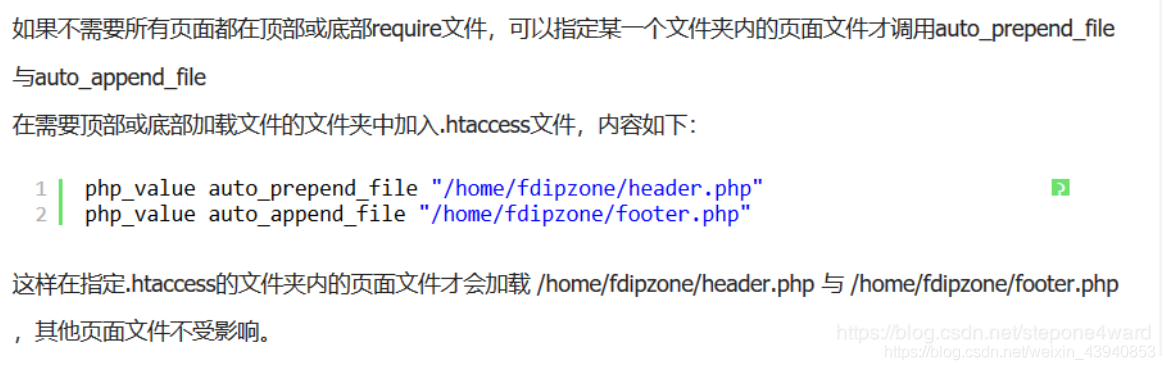 如果不需要所有页面都在顶部或底部require文件，可以指定某一个文件夹内的页面文件才调用auto_prepend_file
与auto_append_file
在需要顶部或底部加载文件的文件夹中加入.htaccess文件，内容如下：
1 php_value auto_prepend_file "/home/fdipzone/header.php"
2 php_value auto_append_file "/home/fdipzone/footer.php"
这样在指定.htaccess的文件夹内的页面文件才会加载 /home/fdipzone/header.php 与 /home/fdipzone/footer.php
，其他页面文件不受影响。
https://blog.csdn.net/stepone4ward
https://blog.csdn.net/weixin_43940853